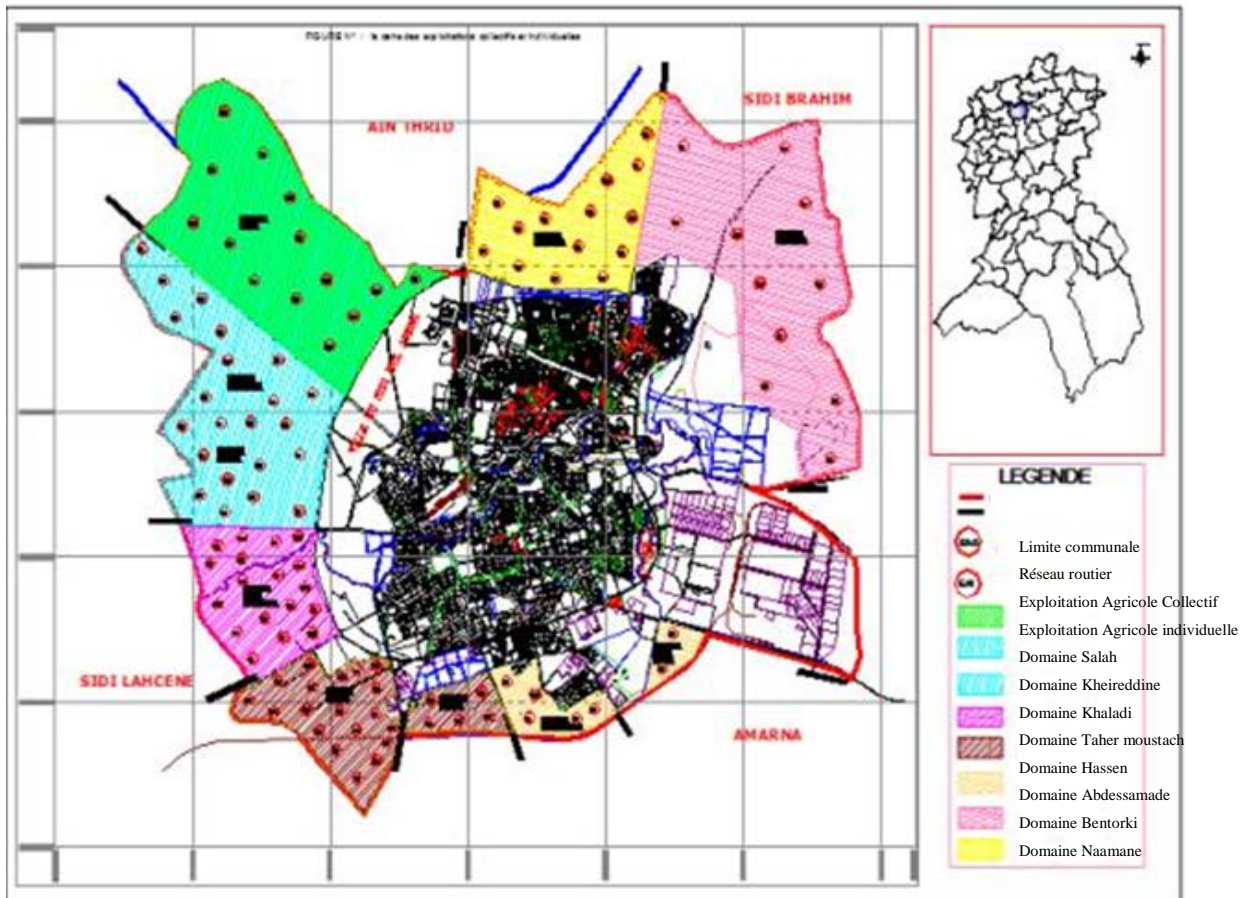 SIDI BRAHIM
AIN THRID
SIDI LAHCENE
AMARNA
LEGENDE
Limite communale
Réseau routier
Exploitation Agricole Collectif
Exploitation Agricole individuelle
Domaine Salah
Domaine Kheireddine
Domaine Khaladi
Domaine Taher moustach
Domaine Hassen
Domaine Abdessamade
Domaine Bentorki
Domaine Naamane